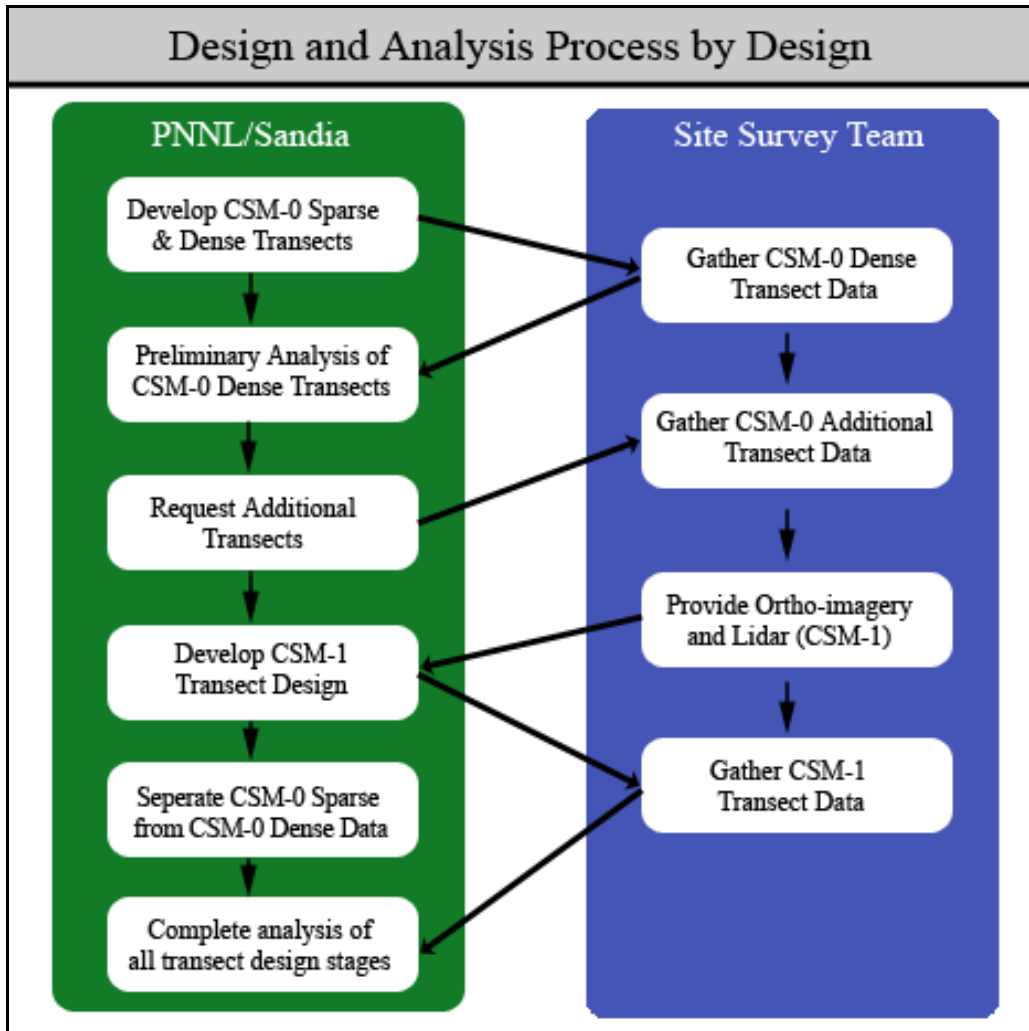 Design and Analysis Process by Design
PNNL/Sandia
Develop CSM-0 Sparse
& Dense Transects
Preliminary Analysis of
CSM-0 Dense Transects
Request Additional
Transects
Develop CSM-1
Transect Design
Seperate CSM-0 Sparse
from CSM-0 Dense Data
Complete analysis of
all transect design stages
Site Survey Team
Gather CSM-0 Dense
Transect Data
Gather CSM-0 Additional
Transect Data
Provide Ortho-imagery
and Lidar (CSM-1)
Gather CSM-1
Transect Data